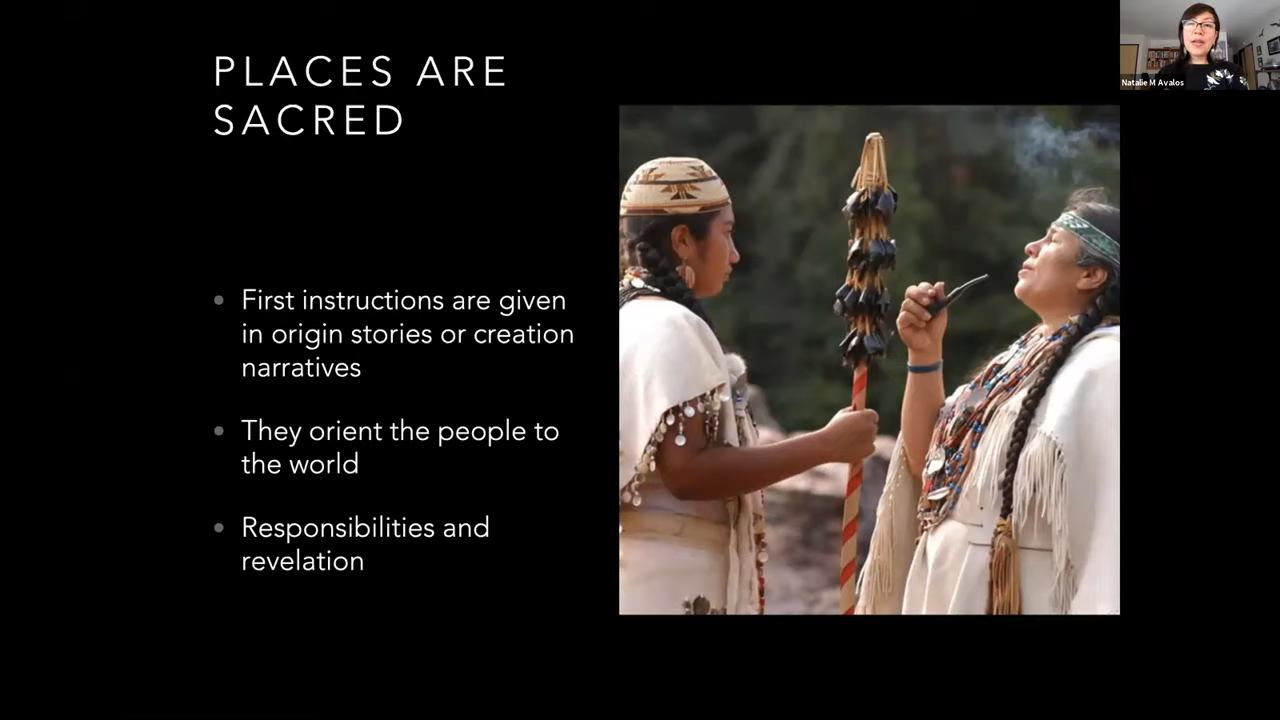 PLACES ARE
SACRED
Natalie M Avalos
• First instructions are given
in origin stories or creation
narratives
• They orient the people to
the world
• Responsibilities and
revelation